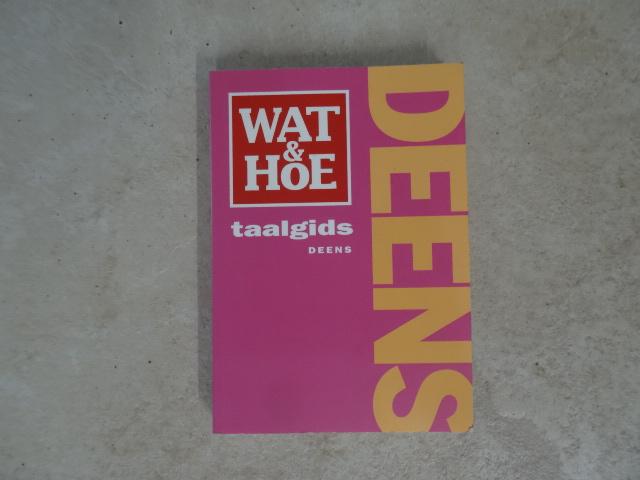 WAT
&
HOE
taalgids
DEENS
DEENS